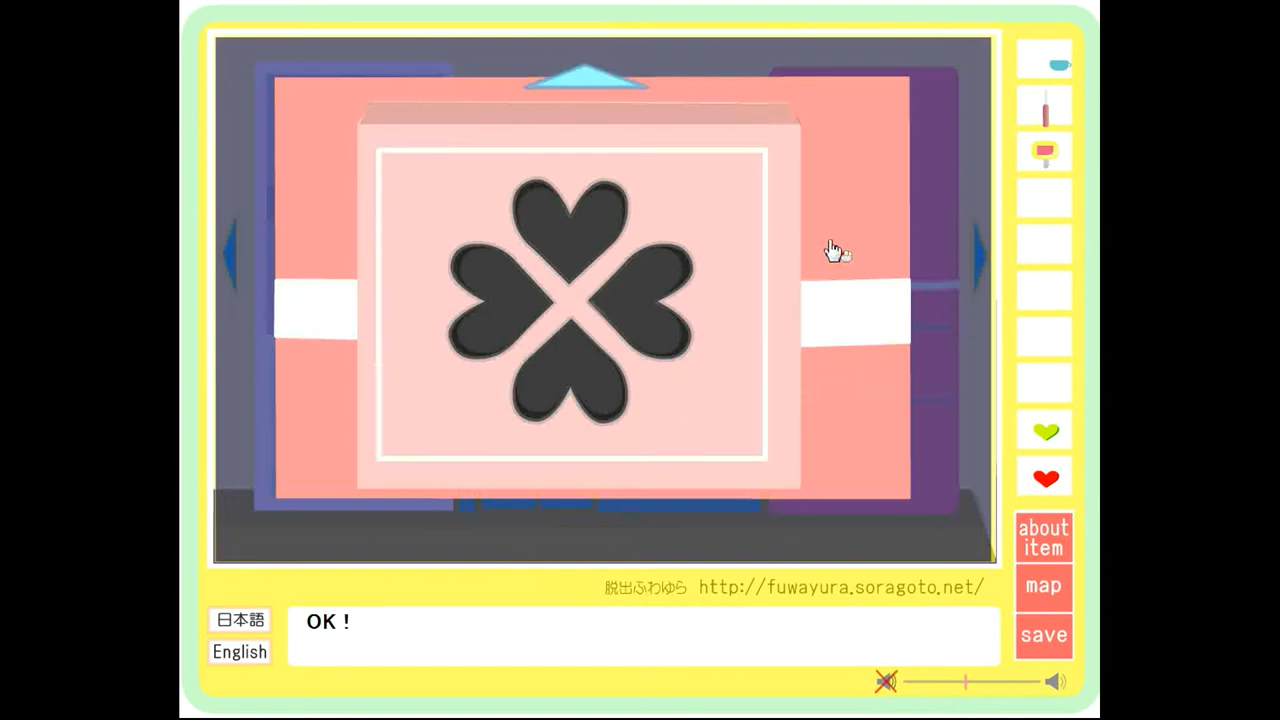 about
item
脱出ふわゆら http://fuwayura.soragoto.net/
map
日本語
OK !
save
English